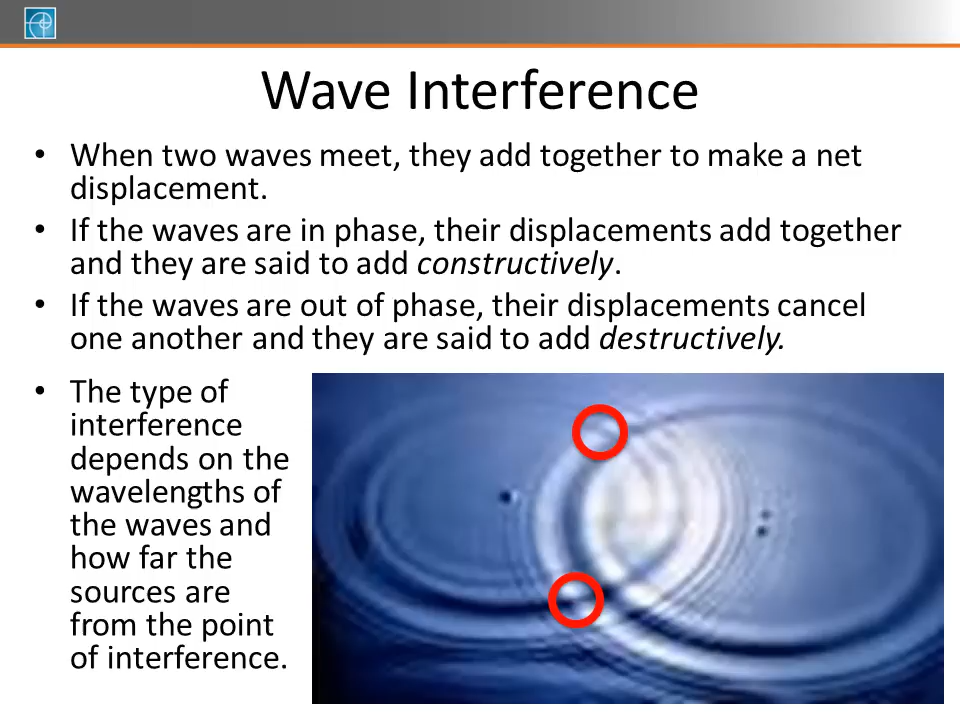 Wave Interference
• When two waves meet, they add together to make a net
displacement.
• If the waves are in phase, their displacements add together
and they are said to add constructively.
• If the waves are out of phase, their displacements cancel
one another and they are said to add destructively.
• The type of
interference
depends on the
wavelengths of
the waves and
how far the
sources are
from the point
of interference.